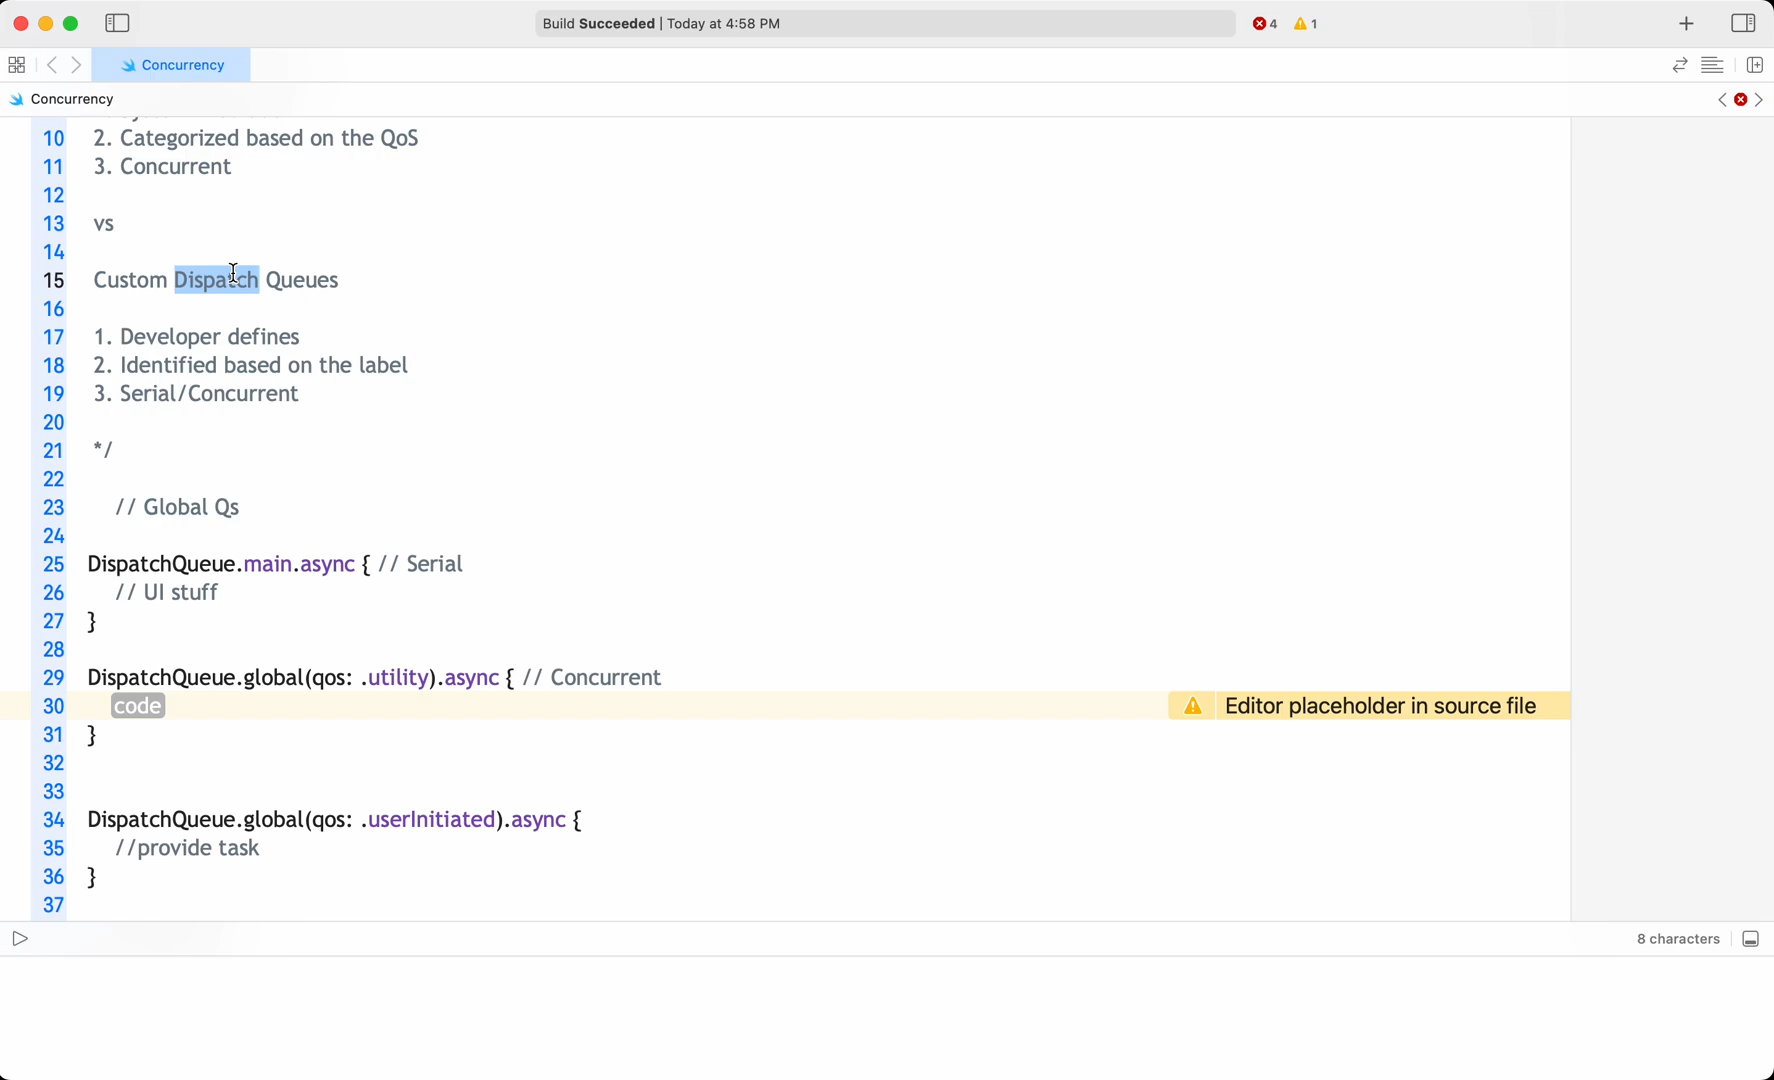 Build Succeeded | Today at 4:58 PM
4
1
Concurrency
Concurrency
10 2. Categorized based on the QoS
11 3. Concurrent
12
13 vs
14
15 Custom Dispatch Queues
16
17 1. Developer defines
18 2. Identified based on the label
19 3. Serial/Concurrent
20
21 */
22
23 // Global Qs
24
25 DispatchQueue.main.async { // Serial
26 // UI stuff
27 }
28
29 DispatchQueue.global(qos: .utility).async { // Concurrent
30 code Editor placeholder in source file
31 }
32
33
34 DispatchQueue.global(qos: .userInitiated).async {
35 //provide task
36 }
37
8 characters